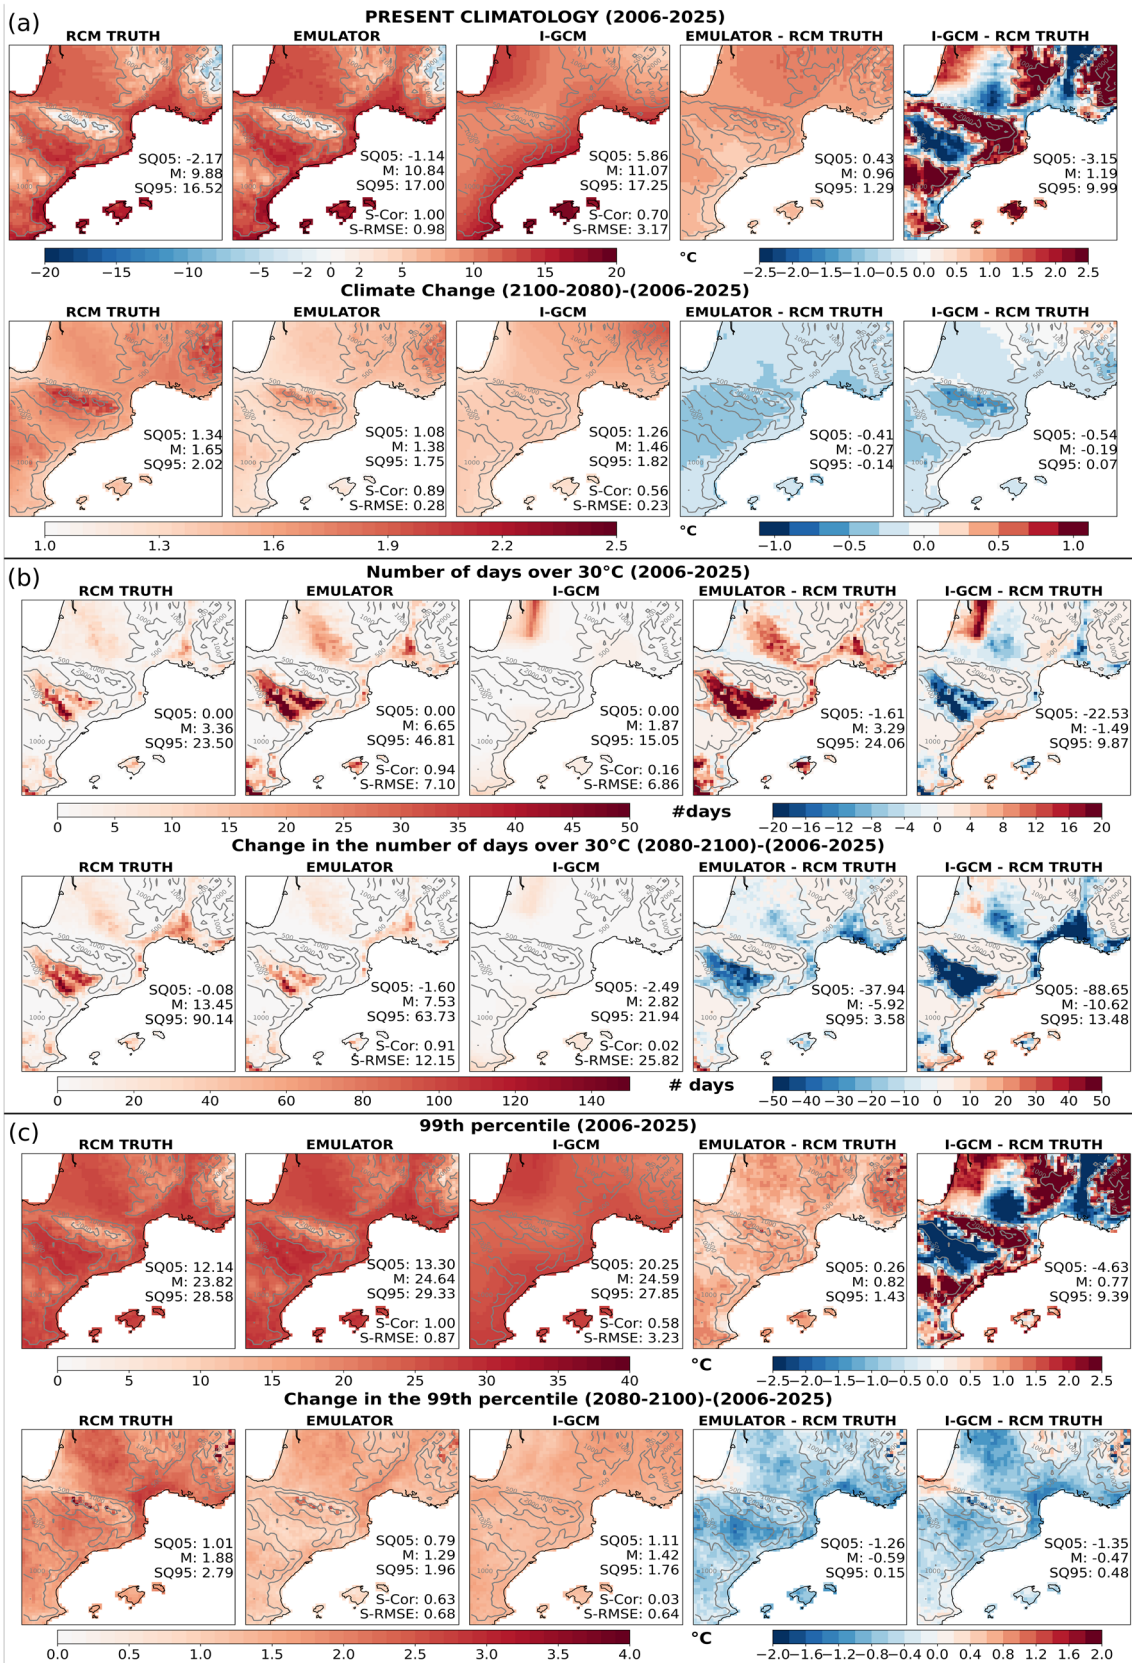 (a)
PRESENT CLIMATOLOGY (2006-2025)
RCM TRUTH
EMULATOR
I-GCM
EMULATOR - RCM TRUTH
I-GCM - RCM TRUTH
SQ05: -2.17
M: 9.88
SQ95: 16.52
SQ05: -1.14
M: 10.84
SQ95: 17.00
S-Cor: 1.00
S-RMSE: 0.98
SQ05: 5.86
M: 11.07
SQ95: 17.25
S-Cor: 0.70
S-RMSE: 3.17
SQ05: 0.43
M: 0.96
SQ95: 1.29
SQ05: -3.15
M: 1.19
SQ95: 9.99
−20 −15 −10 −5 −2 0 2 5 10 15 20
°C
−2.5 −2.0 −1.5 −1.0 −0.5 0.0 0.5 1.0 1.5 2.0 2.5
Climate Change (2100-2080)-(2006-2025)
RCM TRUTH
EMULATOR
I-GCM
EMULATOR - RCM TRUTH
I-GCM - RCM TRUTH
SQ05: 1.34
M: 1.65
SQ95: 2.02
SQ05: 1.08
M: 1.38
SQ95: 1.75
S-Cor: 0.89
S-RMSE: 0.28
SQ05: 1.26
M: 1.46
SQ95: 1.82
S-Cor: 0.56
S-RMSE: 0.23
SQ05: -0.41
M: -0.27
SQ95: -0.14
SQ05: -0.54
M: -0.19
SQ95: 0.07
1.0 1.3 1.6 1.9 2.2 2.5
°C
−1.0 −0.5 0.0 0.5 1.0
(b)
Number of days over 30°C (2006-2025)
RCM TRUTH
EMULATOR
I-GCM
EMULATOR - RCM TRUTH
I-GCM - RCM TRUTH
SQ05: 0.00
M: 3.36
SQ95: 23.50
SQ05: 0.00
M: 6.65
SQ95: 46.81
S-Cor: 0.94
S-RMSE: 7.10
SQ05: 0.00
M: 1.87
SQ95: 15.05
S-Cor: 0.16
S-RMSE: 6.86
SQ05: -1.61
M: 3.29
SQ95: 24.06
SQ05: -22.53
M: -1.49
SQ95: 9.87
0 5 10 15 20 25 30 35 40 45 50
#days
−20 −16 −12 −8 −4 0 4 8 12 16 20
Change in the number of days over 30°C (2080-2100)-(2006-2025)
RCM TRUTH
EMULATOR
I-GCM
EMULATOR - RCM TRUTH
I-GCM - RCM TRUTH
SQ05: -0.08
M: 13.45
SQ95: 90.14
SQ05: -1.60
M: 7.53
SQ95: 63.73
S-Cor: 0.91
S-RMSE: 12.15
SQ05: -2.49
M: 2.82
SQ95: 21.94
S-Cor: 0.02
S-RMSE: 25.82
SQ05: -37.94
M: -5.92
SQ95: 3.58
SQ05: -88.65
M: -10.62
SQ95: 13.48
0 20 40 60 80 100 120 140
# days
−50 −40 −30 −20 −10 0 10 20 30 40 50
(c)
99th percentile (2006-2025)
RCM TRUTH
EMULATOR
I-GCM
EMULATOR - RCM TRUTH
I-GCM - RCM TRUTH
SQ05: 12.14
M: 23.82
SQ95: 28.58
SQ05: 13.30
M: 24.64
SQ95: 29.33
S-Cor: 1.00
S-RMSE: 0.87
SQ05: 20.25
M: 24.59
SQ95: 27.85
S-Cor: 0.58
S-RMSE: 3.23
SQ05: 0.26
M: 0.82
SQ95: 1.43
SQ05: -4.63
M: 0.77
SQ95: 9.39
0 5 10 15 20 25 30 35 40
°C
−2.5 −2.0 −1.5 −1.0 −0.5 0.0 0.5 1.0 1.5 2.0 2.5
Change in the 99th percentile (2080-2100)-(2006-2025)
RCM TRUTH
EMULATOR
I-GCM
EMULATOR - RCM TRUTH
I-GCM - RCM TRUTH
SQ05: 1.01
M: 1.88
SQ95: 2.79
SQ05: 0.79
M: 1.29
SQ95: 1.96
S-Cor: 0.63
S-RMSE: 0.68
SQ05: 1.11
M: 1.42
SQ95: 1.76
S-Cor: 0.03
S-RMSE: 0.64
SQ05: -1.26
M: -0.59
SQ95: 0.15
SQ05: -1.35
M: -0.47
SQ95: 0.48
0.0 0.5 1.0 1.5 2.0 2.5 3.0 3.5 4.0
°C
−2.0 −1.6 −1.2 −0.8 −0.4 0.0 0.4 0.8 1.2 1.6 2.0